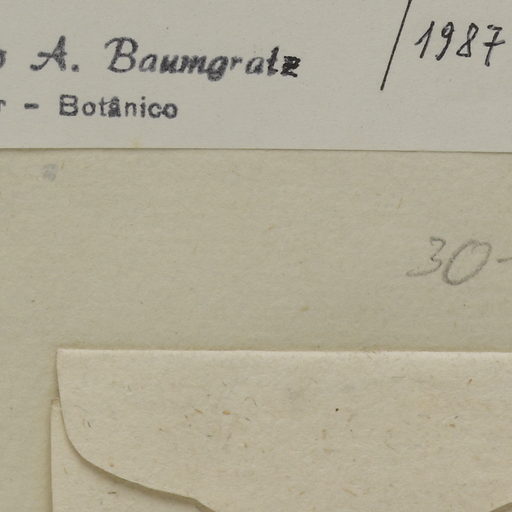 A. Baumgratz /1987
r - Botânico
30-